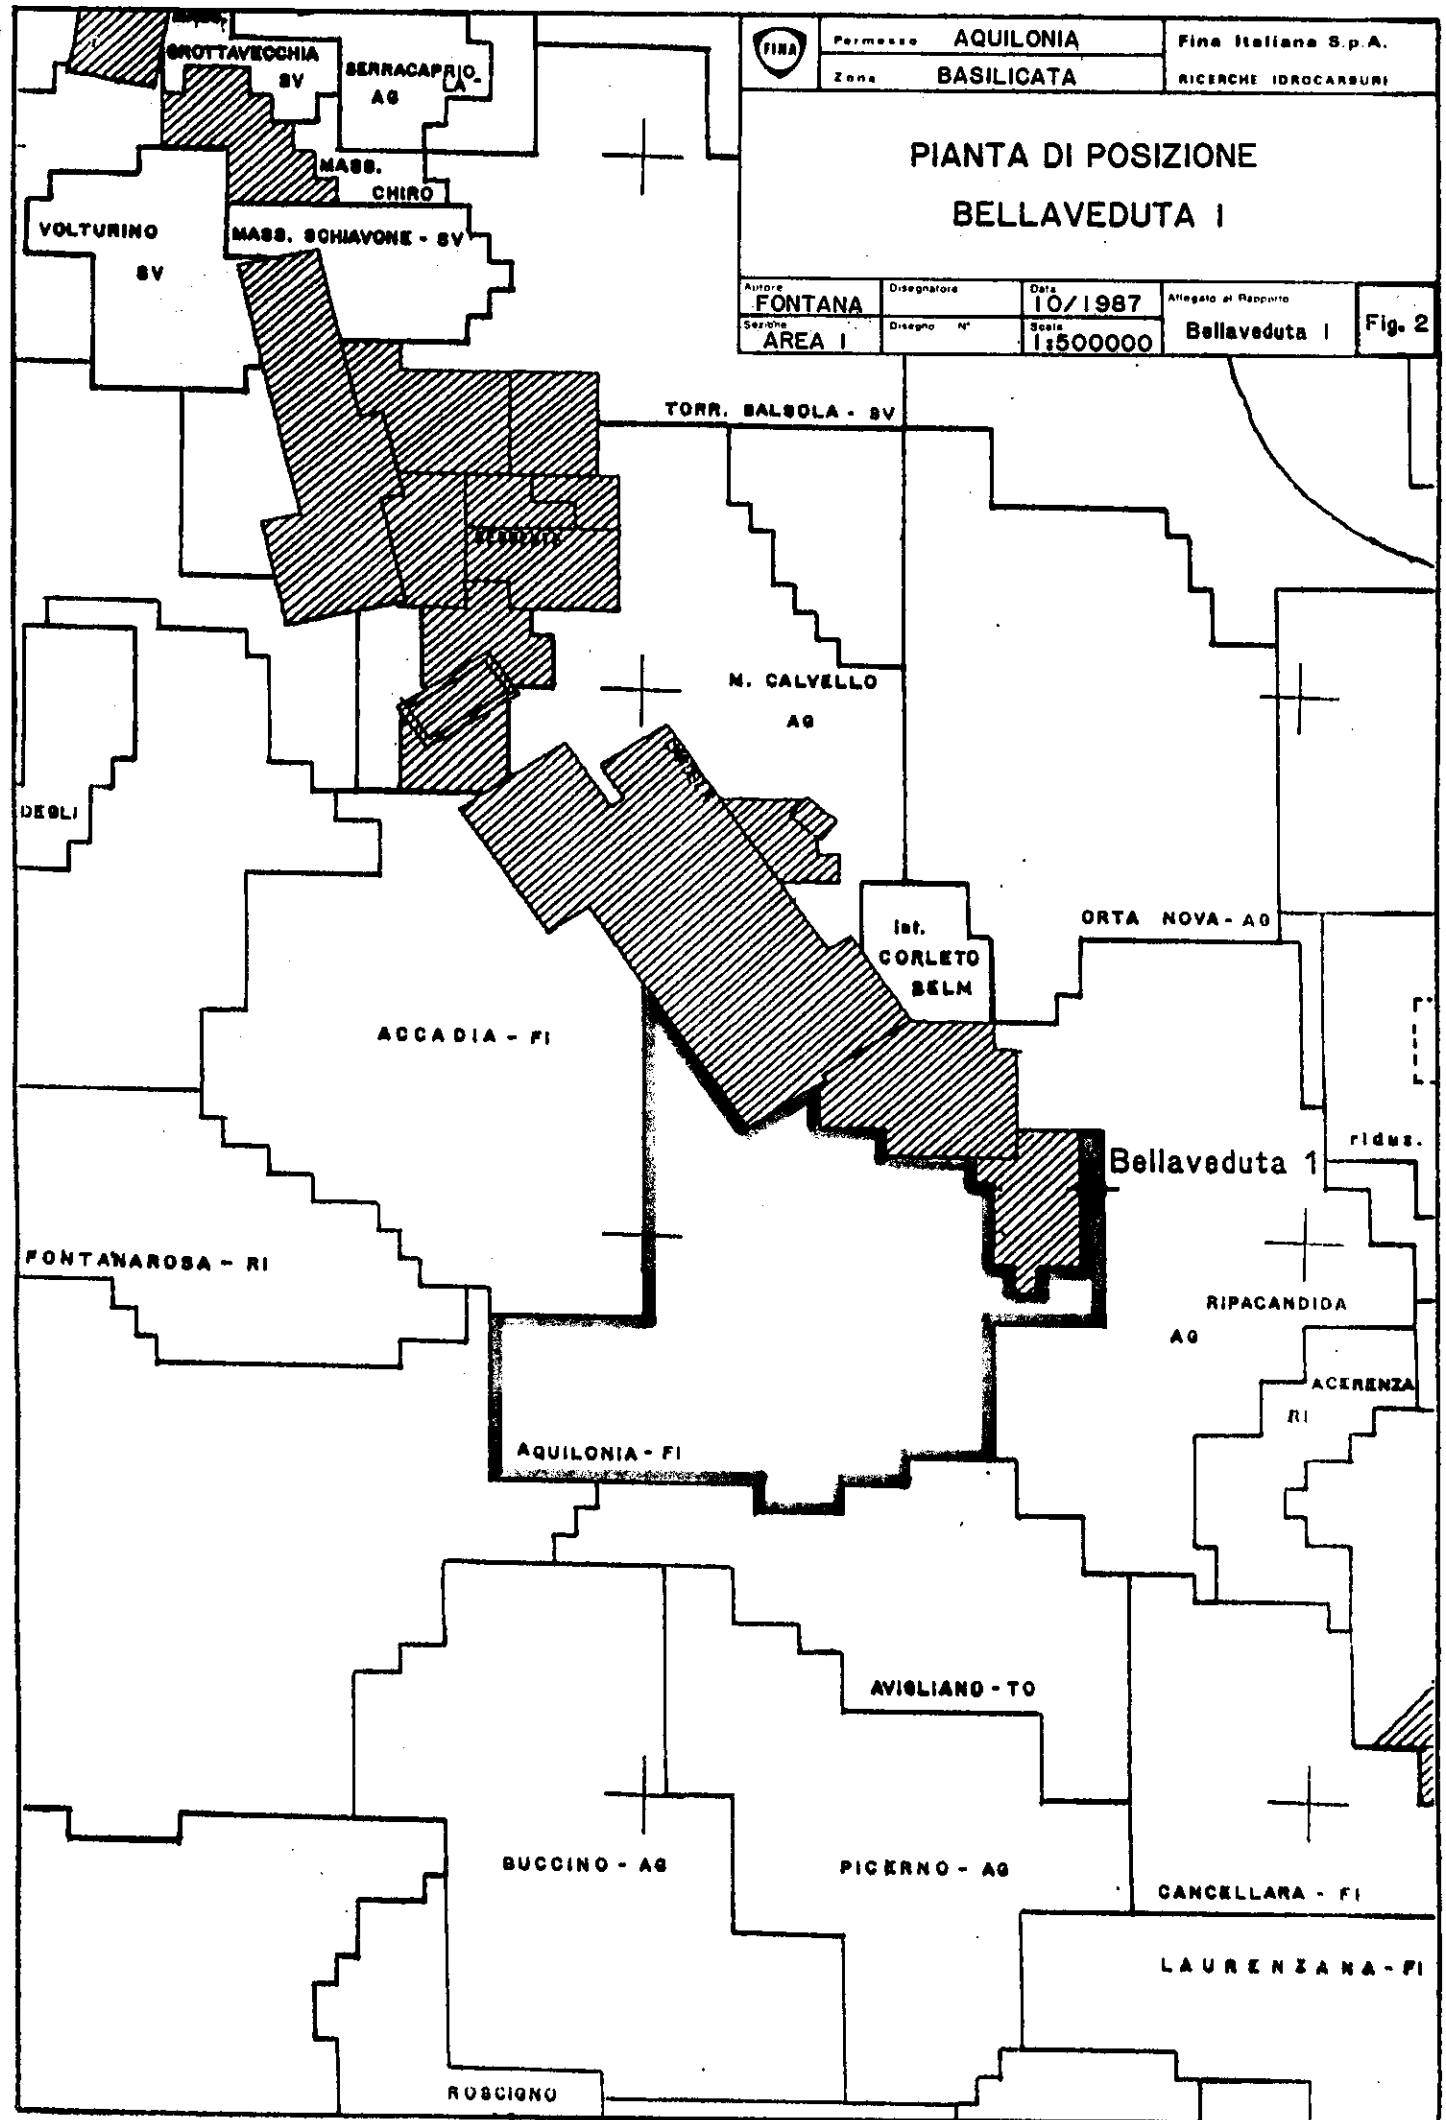 FINA
Permesso AQUILONIA
Zona BASILICATA
Fina Italiana S.p.A.
RICERCHE IDROCARBURI
PIANTA DI POSIZIONE
BELLAVEDUTA 1
Autore
FONTANA
Disegnatore
Data
10/1987
Allegato al Rapporto
Bellaveduta 1
Fig. 2
Sezione
AREA 1
Disegno N°
Scala
1:500000
GROTTAVECCHIA
SV
SERRACAPRIO-
LA
AG
MASS.
CHIRO
VOLTURINO
SV
MASS. SCHIAVONE - SV
TORR. SALSOLA - SV
M. CALVELLO
AG
DEGLI
Ist.
CORLETO
BELM
ORTA NOVA - AG
ACCADIA - FI
ridus.
Bellaveduta 1
FONTANAROSA - RI
RIPACANDIDA
AG
ACERENZA
RI
AQUILONIA - FI
AVIGLIANO - TO
BUCCINO - AG
PICERNO - AG
CANCELLARA - FI
LAURENZANA - FI
ROSCIGNO